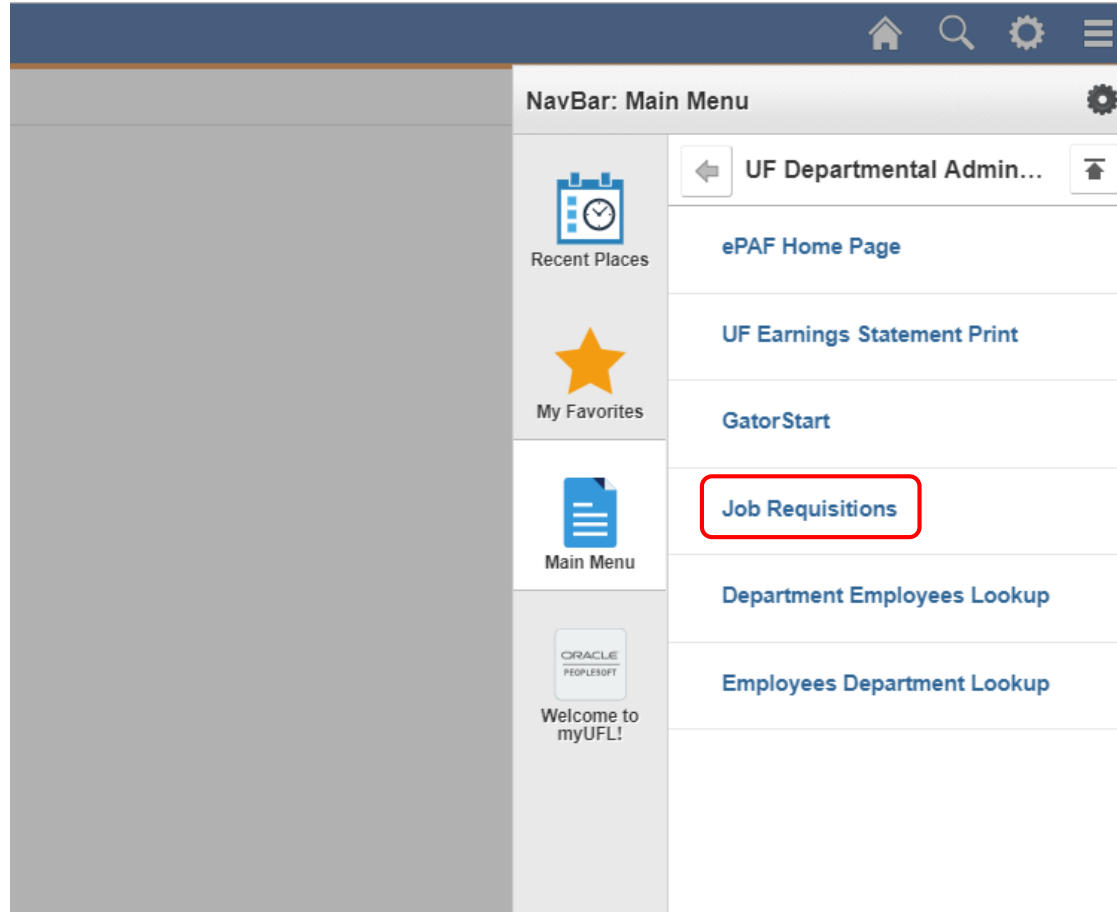 NavBar: Main Menu
UF Departmental Admin...
Recent Places
My Favorites
Main Menu
ORACLE
PEOPLESOFT
Welcome to
myUFL!
ePAF Home Page
UF Earnings Statement Print
GatorStart
Job Requisitions
Department Employees Lookup
Employees Department Lookup